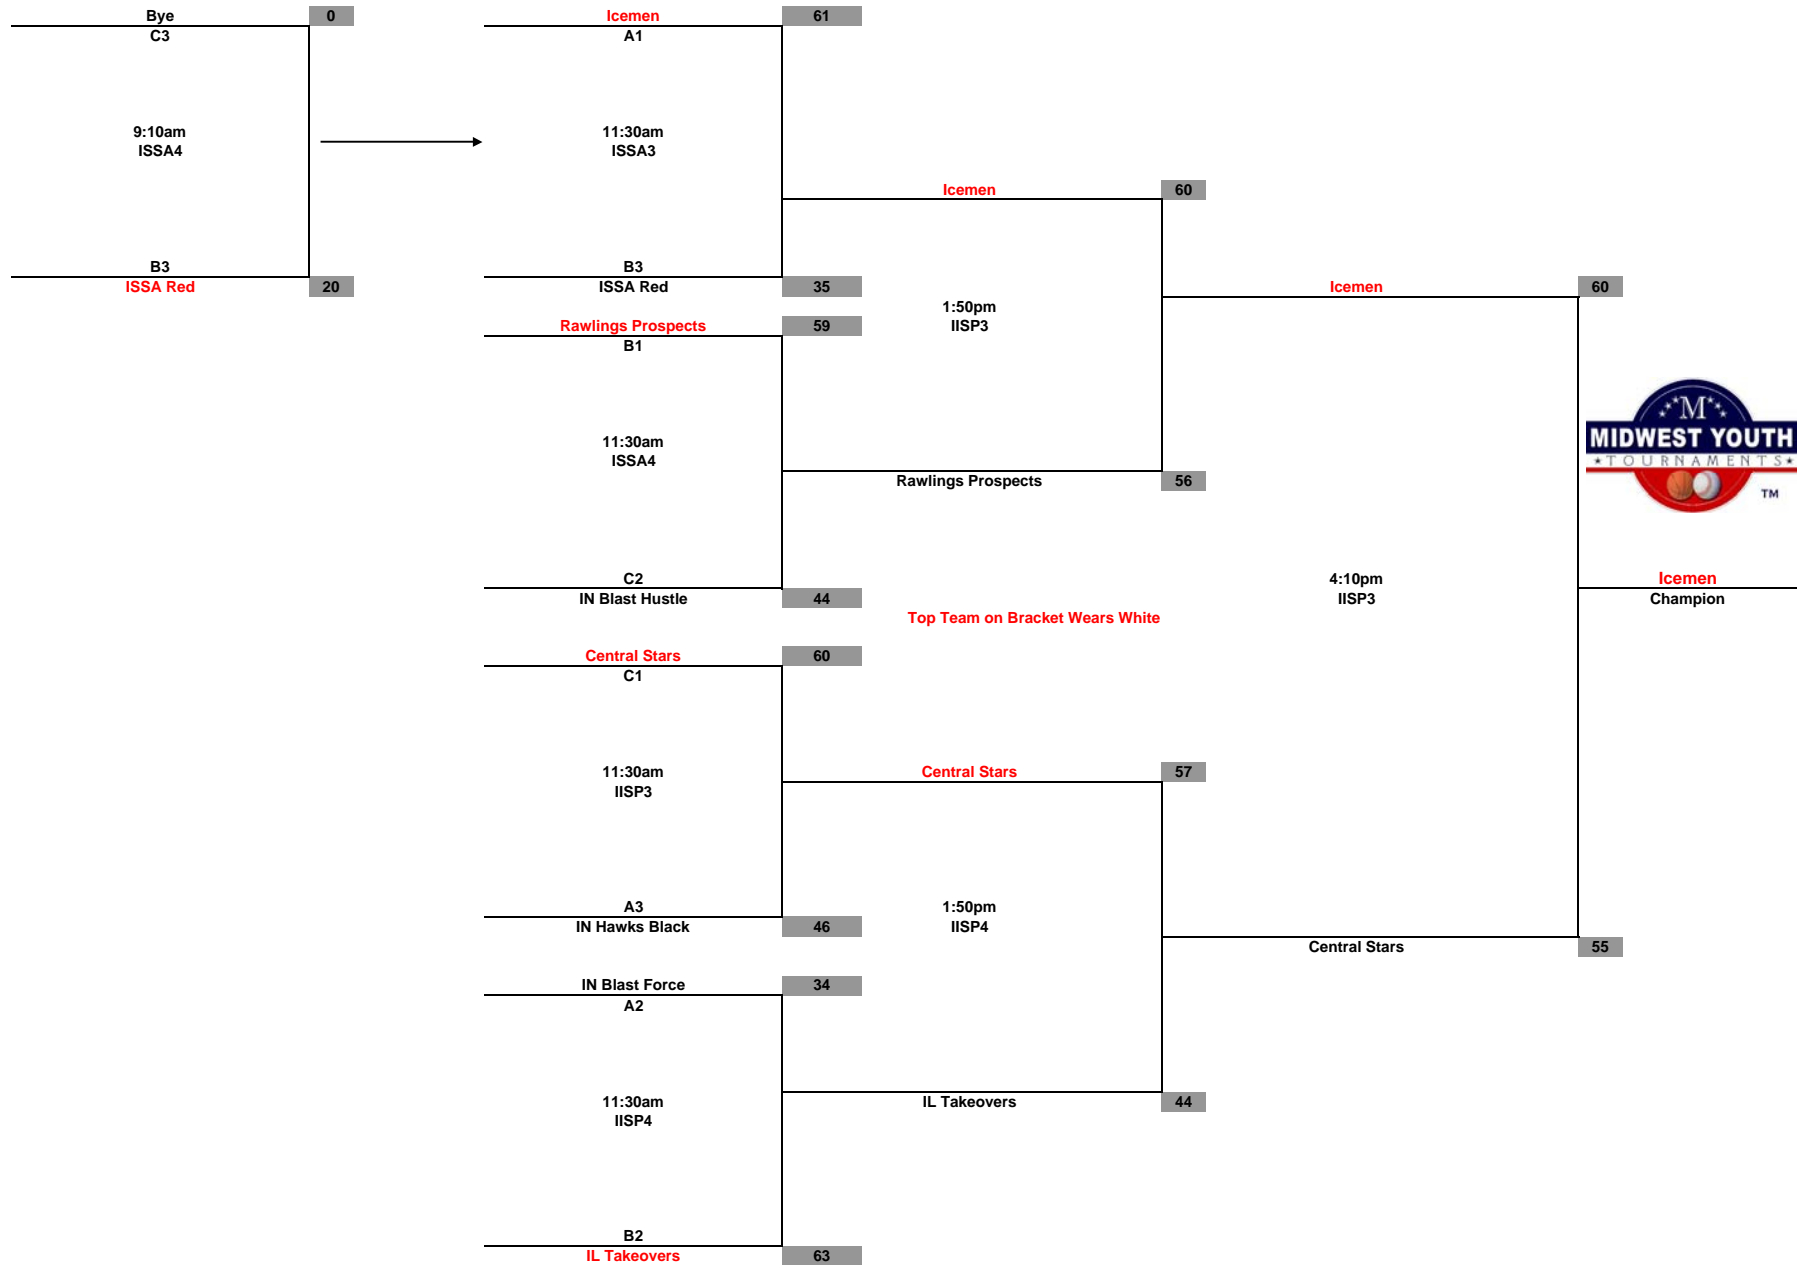 Bye 0
C3
9:10am
ISSA4
B3
ISSA Red 20
Icemen 61
A1
11:30am
ISSA3
B3
ISSA Red 35
Rawlings Prospects 59
B1
11:30am
ISSA4
C2
IN Blast Hustle 44
Central Stars 60
C1
11:30am
IISP3
A3
IN Hawks Black 46
IN Blast Force 34
A2
11:30am
IISP4
B2
IL Takeovers 63
Icemen 60
1:50pm
IISP3
Rawlings Prospects 56
Top Team on Bracket Wears White
Central Stars 57
1:50pm
IISP4
IL Takeovers 44
Icemen 60
4:10pm
IISP3
Central Stars 55
M
MIDWEST YOUTH
TOURNAMENTS
TM
Icemen
Champion